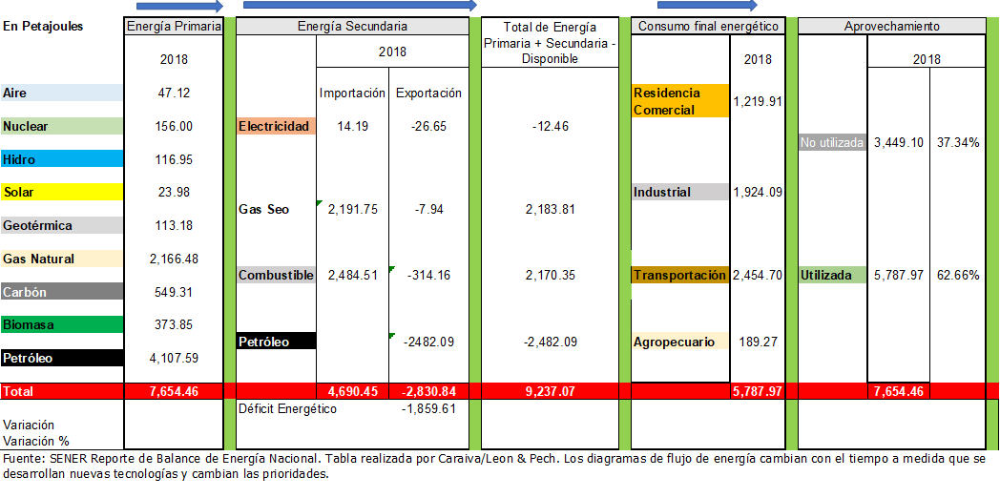 En Petajoules Energía Primaria Energía Secundaria Total de Energía Consumo final energético Aprovechamiento
Primaria + Secundaria -
2018 2018 Disponible 2018 2018
Aire 47.12 Importación Exportación Residencia
Comercial 1,219.91
Nuclear 156.00 Electricidad 14.19 -26.65 -12.46
No utilizada 3,449.10 37.34%
Hidro 116.95
Solar 23.98 Industrial 1,924.09
Gas Seo 2,191.75 -7.94 2,183.81
Geotérmica 113.18
Gas Natural 2,166.48
Combustible 2,484.51 -314.16 2,170.35 Transportación 2,454.70 Utilizada 5,787.97 62.66%
Carbón 549.31
Biomasa 373.85
Petróleo -2482.09 -2,482.09 Agropecuario 189.27
Petróleo 4,107.59
Total 7,654.46 4,690.45 -2,830.84 9,237.07 5,787.97 7,654.46
Déficit Energético -1,859.61
Variación
Variación %
Fuente: SENER Reporte de Balance de Energía Nacional. Tabla realizada por Caraiva/Leon & Pech. Los diagramas de flujo de energía cambian con el tiempo a medida que se
desarrollan nuevas tecnologías y cambian las prioridades.